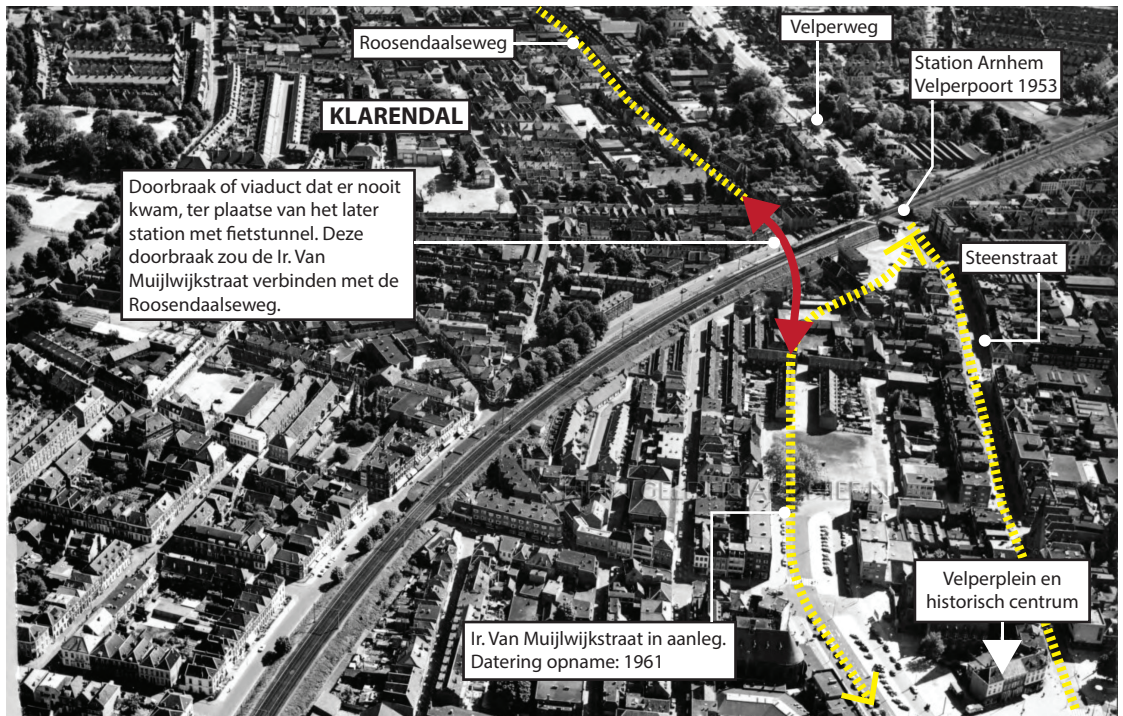 Roosendaalseweg
Velperweg
Station Arnhem
Velperpoort 1953
KLARENDAL
Doorbraak of viaduct dat er nooit
kwam, ter plaatse van het later
station met fietstunnel. Deze
doorbraak zou de Ir. Van
Muijlwijkstraat verbinden met de
Roosendaalseweg.
Steenstraat
Velperplein en
historisch centrum
Ir. Van Muijlwijkstraat in aanleg.
Datering opname: 1961